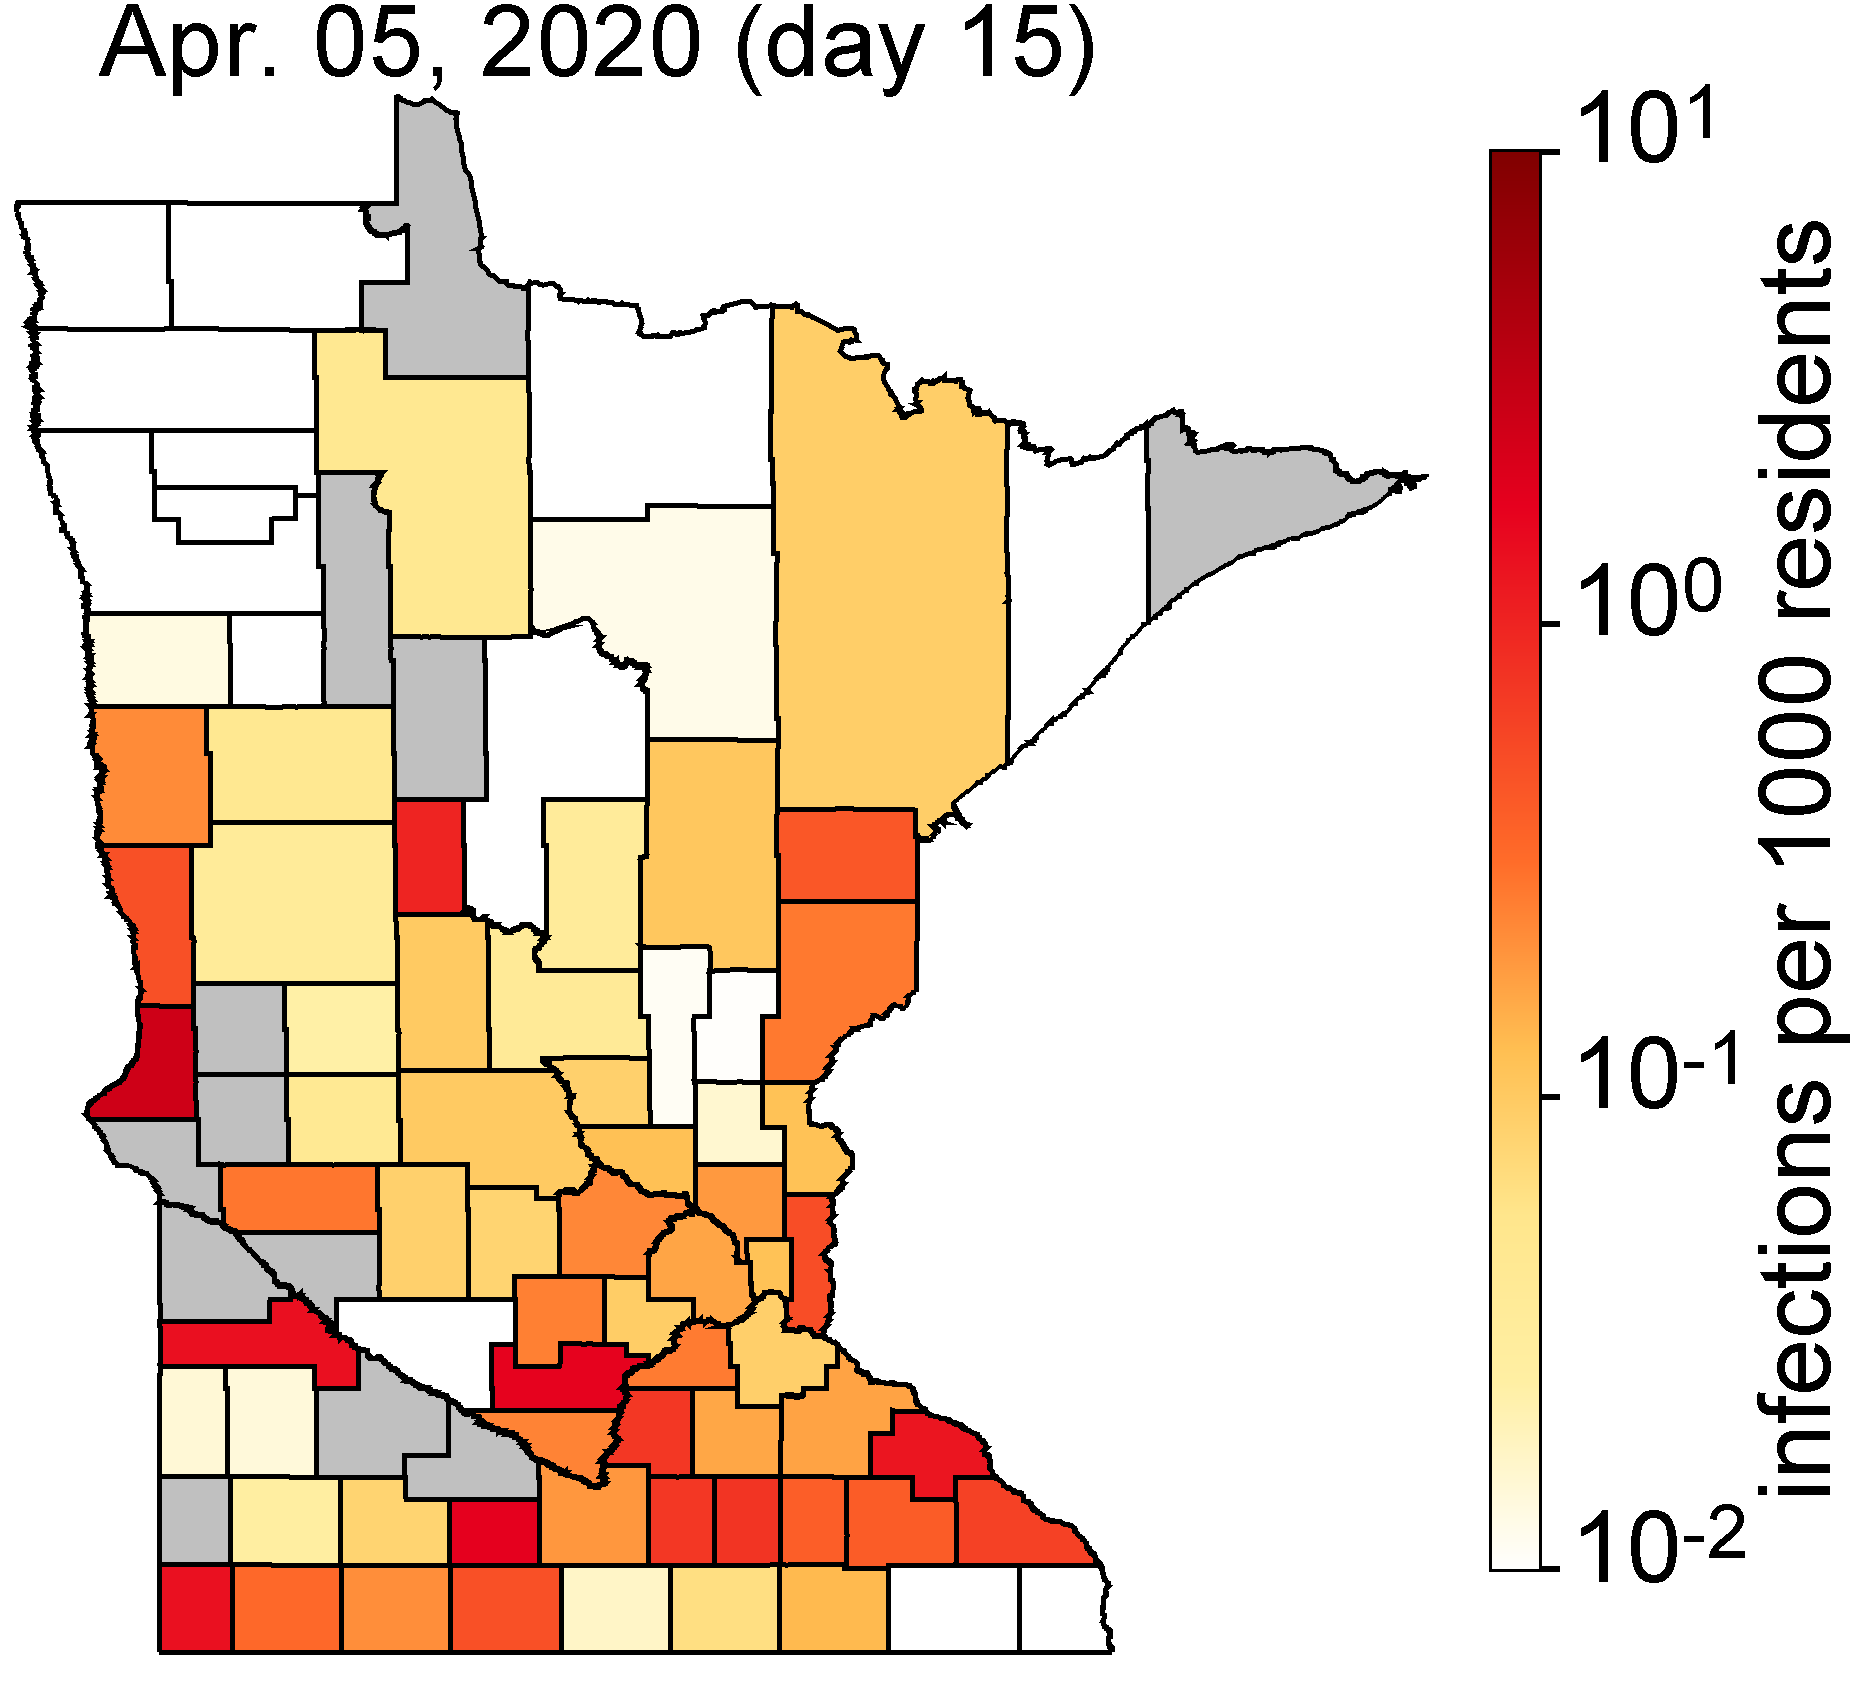 Apr. 05, 2020 (day 15)
10¹
10⁰
10⁻¹
10⁻²
infections per 1000 residents